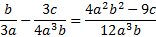 b/3a − 3c/4a³b = (4a²b² − 9c)/12a³b